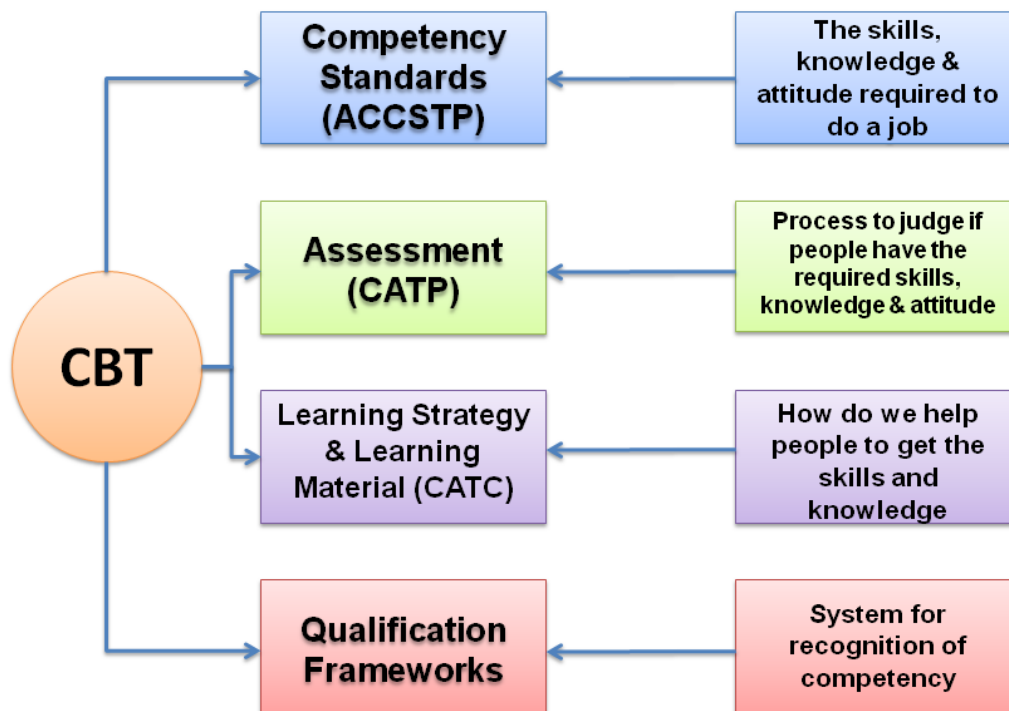 Competency
Standards
(ACCSTP)
The skills,
knowledge &
attitude required to
do a job
Assessment
(CATP)
Process to judge if
people have the
required skills,
knowledge & attitude
CBT
Learning Strategy
& Learning
Material (CATC)
How do we help
people to get the
skills and
knowledge
Qualification
Frameworks
System for
recognition of
competency